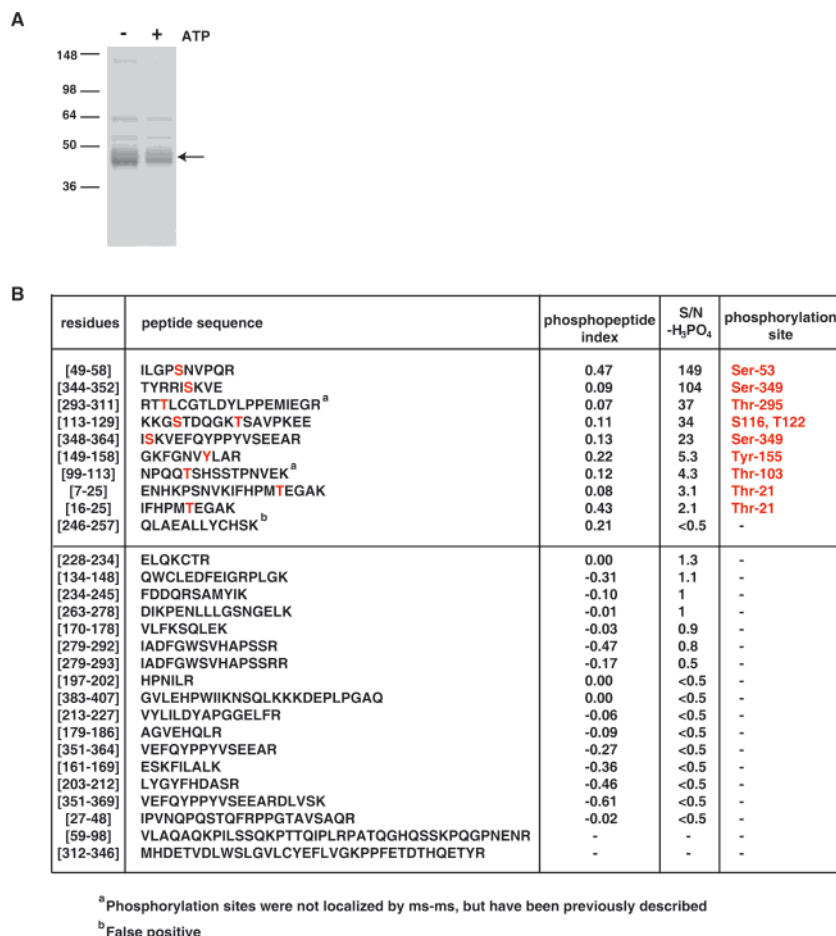 A
- + ATP
148
98
64
50
36
B
residues peptide sequence phosphopeptide index S/N -H₃PO₄ phosphorylation site
[49-58] ILGPSNVPQR 0.47 149 Ser-53
[344-352] TYRRISKVE 0.09 104 Ser-349
[293-311] RTTLCGTLDYLPPEMIEGR a 0.07 37 Thr-295
[113-129] KKGSTDQGKTSAVPKEE 0.11 34 S116, T122
[348-364] ISKVEFQYPPYVSEEAR 0.13 23 Ser-349
[149-158] GKFGNVYLAR 0.22 5.3 Tyr-155
[99-113] NPQQTSHSSTPNVEK a 0.12 4.3 Thr-103
[7-25] ENHKPSNVKIFHPMTEGAK 0.08 3.1 Thr-21
[16-25] IFHPMTEGAK 0.43 2.1 Thr-21
[246-257] QLAEALLYCHSK b 0.21 <0.5 -
[228-234] ELQKCTR 0.00 1.3 -
[134-148] QWCLEDFEIGRPLGK -0.31 1.1 -
[234-245] FDDQRSAMYIK -0.10 1 -
[263-278] DIKPENLLLGSNGELK -0.01 1 -
[170-178] VLFKSQLEK -0.03 0.9 -
[279-292] IADFGWSVHAPSSR -0.47 0.8 -
[279-293] IADFGWSVHAPSSRR -0.17 0.5 -
[197-202] HPNILR 0.00 <0.5 -
[383-407] GVLEHPWIIKNSQLKKKDEPLPGAQ 0.00 <0.5 -
[213-227] VYLILDYAPGGELFR -0.06 <0.5 -
[179-186] AGVEHQLR -0.09 <0.5 -
[351-364] VEFQYPPYVSEEAR -0.27 <0.5 -
[161-169] ESKFILALK -0.36 <0.5 -
[203-212] LYGYFHDASR -0.46 <0.5 -
[351-369] VEFQYPPYVSEEARDLVSK -0.61 <0.5 -
[27-48] IPVNQPQSTQFRPPGTAVSAQR -0.02 <0.5 -
[59-98] VLAQAQKPILSSQKPTTQIPLRPATQGHQSSKPQGPNENR - - -
[312-346] MHDETVDLWSLGVLCYEFLVGKPPFETDTHQETYR - - -
a Phosphorylation sites were not localized by ms-ms, but have been previously described
b False positive